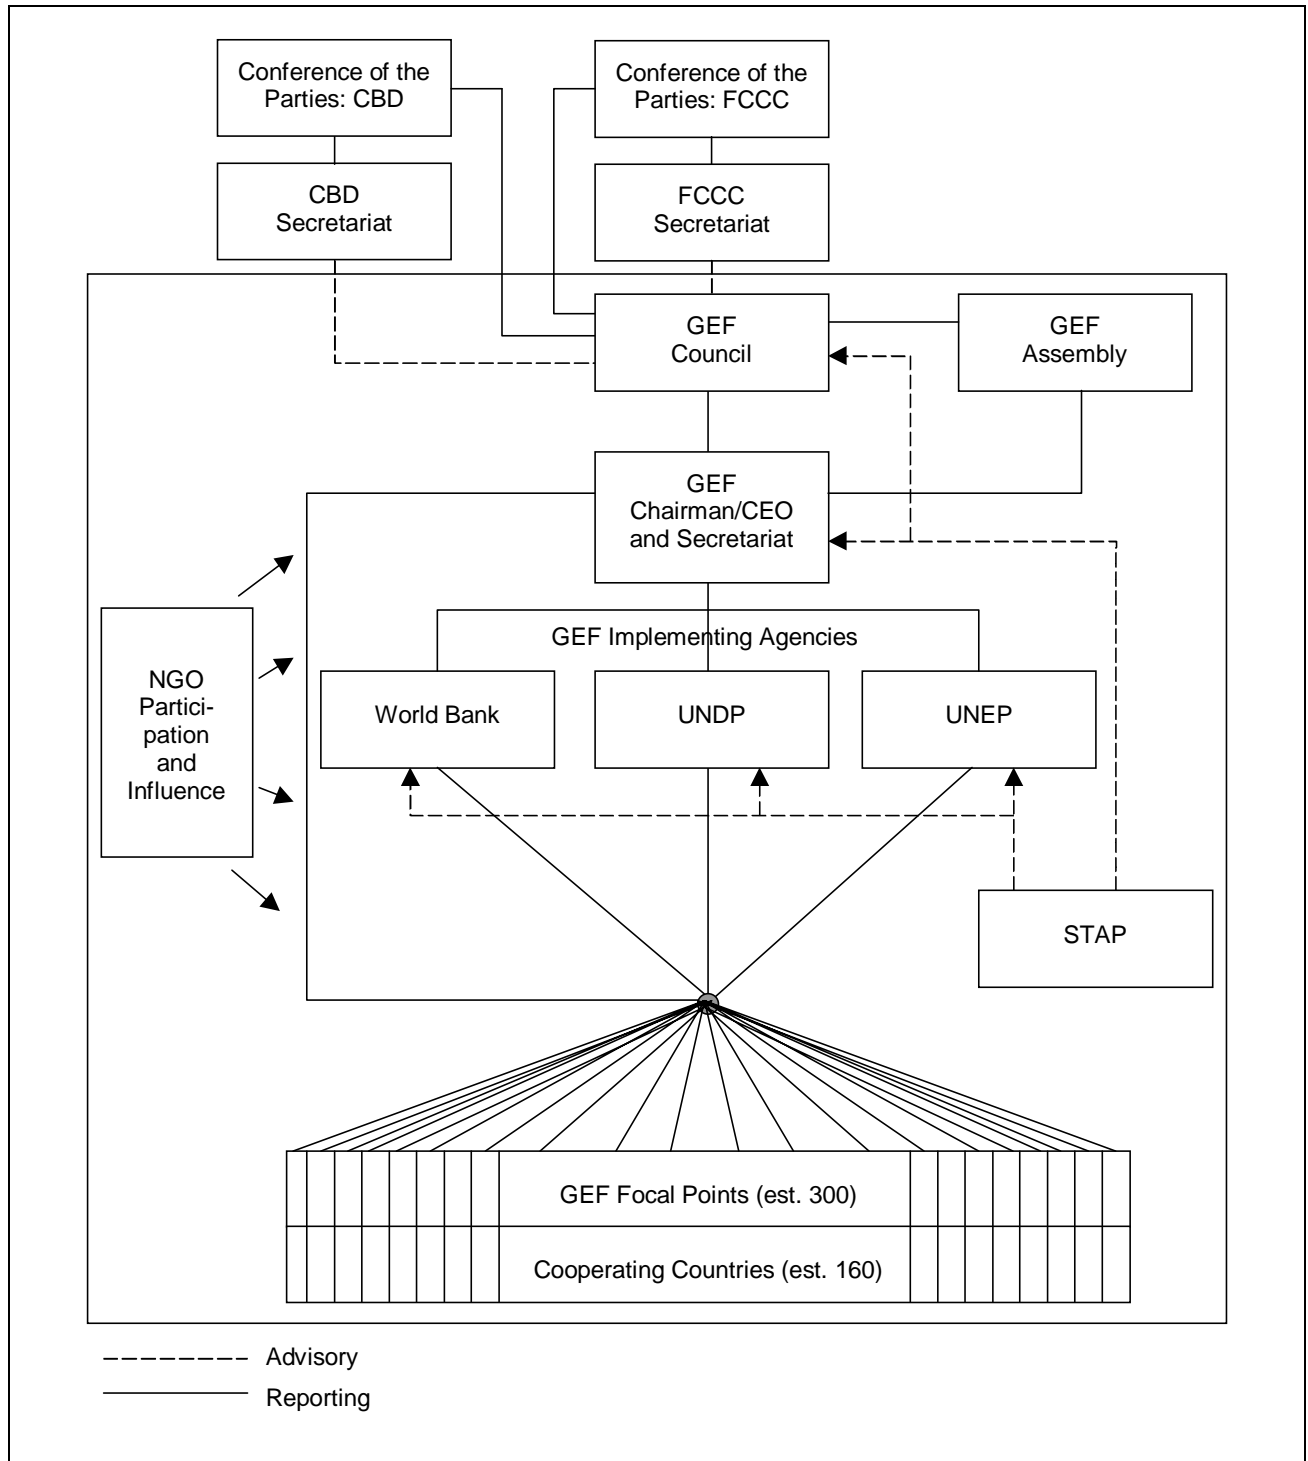 Conference of the
Parties: CBD
Conference of the
Parties: FCCC
CBD
Secretariat
FCCC
Secretariat
GEF
Council
GEF
Assembly
GEF
Chairman/CEO
and Secretariat
GEF Implementing Agencies
NGO
Partici-
pation
and
Influence
World Bank
UNDP
UNEP
STAP
GEF Focal Points (est. 300)
Cooperating Countries (est. 160)
Advisory
Reporting